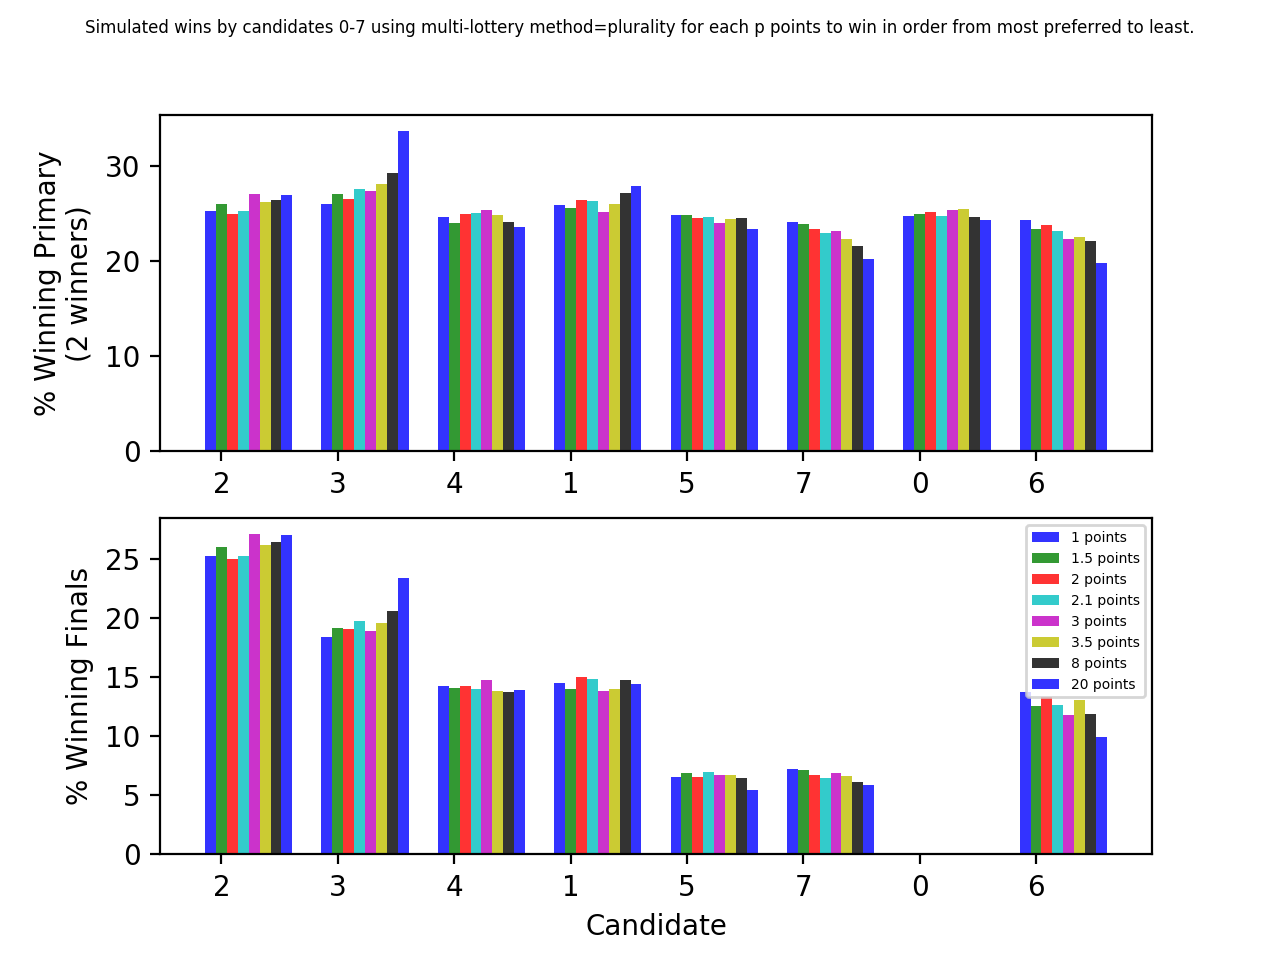 Simulated wins by candidates 0-7 using multi-lottery method=plurality for each p points to win in order from most preferred to least.
% Winning Primary
(2 winners)
30
20
10
0
2 3 4 1 5 7 0 6
% Winning Finals
25
20
15
10
5
0
1 points
1.5 points
2 points
2.1 points
3 points
3.5 points
8 points
20 points
2 3 4 1 5 7 0 6
Candidate